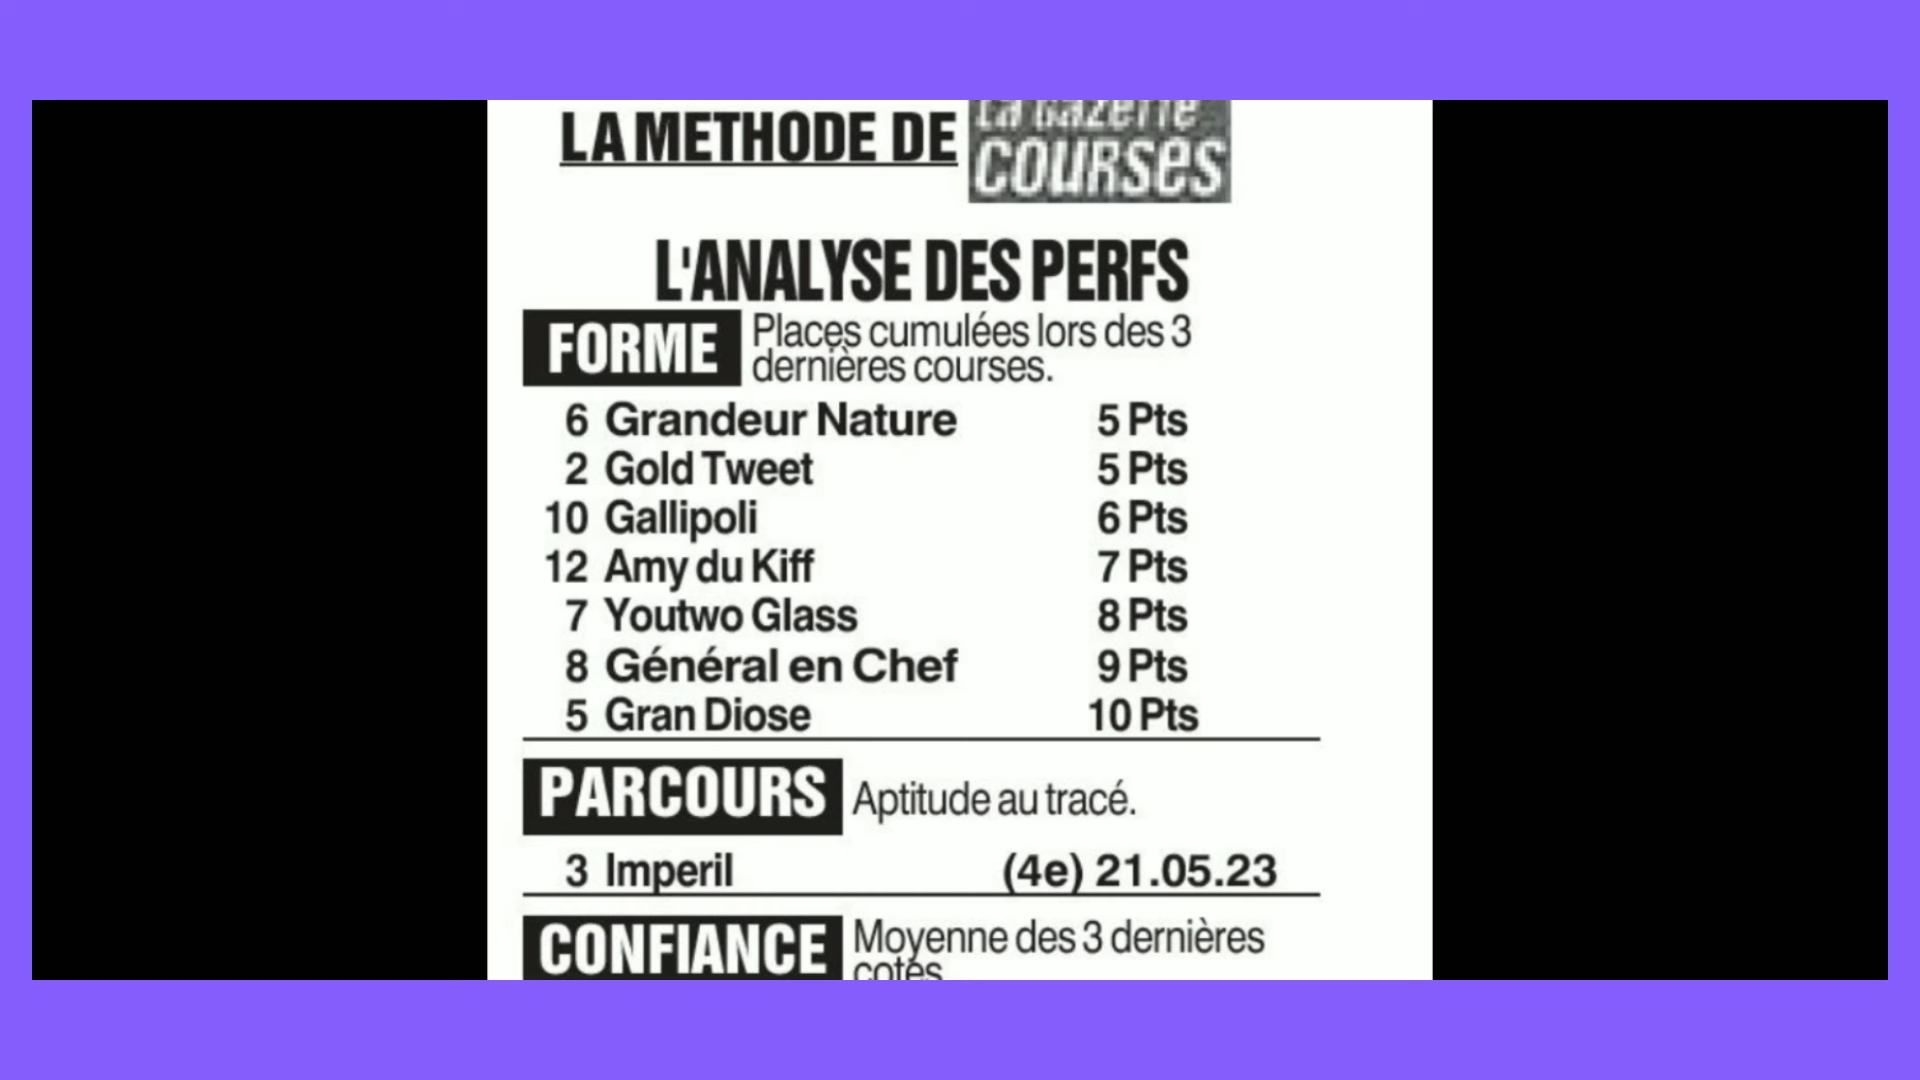 LA METHODE DE La Gazette
COURSES
L'ANALYSE DES PERFS
FORME Places cumulées lors des 3
dernières courses.
6 Grandeur Nature 5 Pts
2 Gold Tweet 5 Pts
10 Gallipoli 6 Pts
12 Amy du Kiff 7 Pts
7 Youtwo Glass 8 Pts
8 Général en Chef 9 Pts
5 Gran Diose 10 Pts
PARCOURS Aptitude au tracé.
3 Imperil (4e) 21.05.23
CONFIANCE Moyenne des 3 dernières
cotes